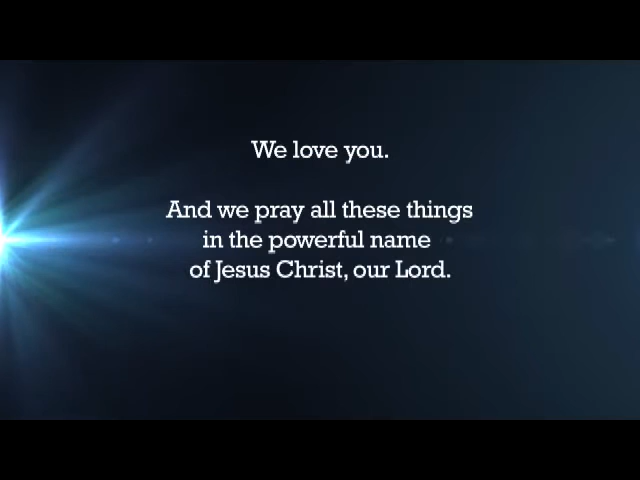 We love you.
And we pray all these things
in the powerful name
of Jesus Christ, our Lord.